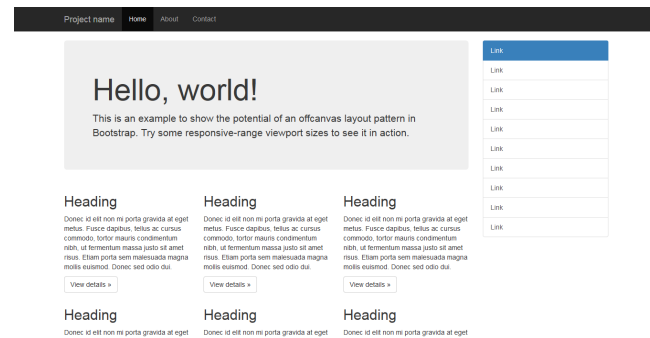 Project name Home About Contact
Hello, world!
This is an example to show the potential of an offcanvas layout pattern in
Bootstrap. Try some responsive-range viewport sizes to see it in action.
Link
Link
Link
Link
Link
Link
Link
Link
Link
Link
Heading
Donec id elit non mi porta gravida at eget
metus. Fusce dapibus, tellus ac cursus
commodo, tortor mauris condimentum
nibh, ut fermentum massa justo sit amet
risus. Etiam porta sem malesuada magna
mollis euismod. Donec sed odio dui.
View details »
Heading
Donec id elit non mi porta gravida at eget
metus. Fusce dapibus, tellus ac cursus
commodo, tortor mauris condimentum
nibh, ut fermentum massa justo sit amet
risus. Etiam porta sem malesuada magna
mollis euismod. Donec sed odio dui.
View details »
Heading
Donec id elit non mi porta gravida at eget
metus. Fusce dapibus, tellus ac cursus
commodo, tortor mauris condimentum
nibh, ut fermentum massa justo sit amet
risus. Etiam porta sem malesuada magna
mollis euismod. Donec sed odio dui.
View details »
Heading
Donec id elit non mi porta gravida at eget
Heading
Donec id elit non mi porta gravida at eget
Heading
Donec id elit non mi porta gravida at eget